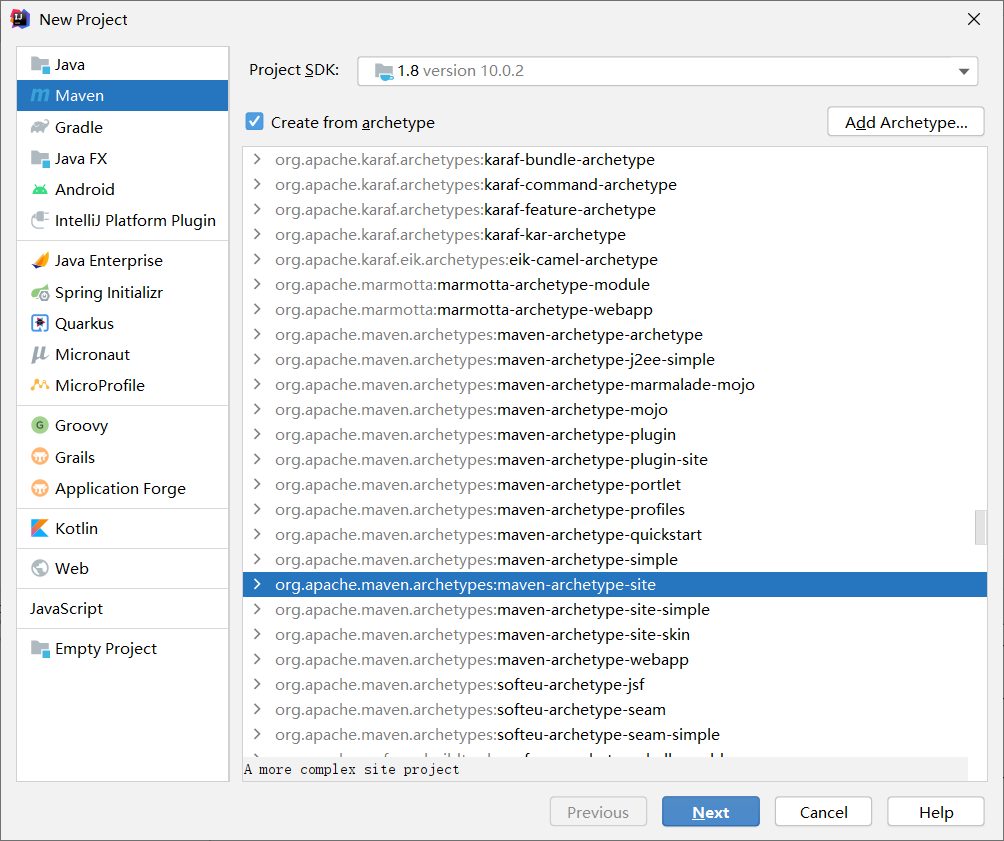 New Project
Java
Maven
Gradle
Java FX
Android
IntelliJ Platform Plugin
Java Enterprise
Spring Initializr
Quarkus
Micronaut
MicroProfile
Groovy
Grails
Application Forge
Kotlin
Web
JavaScript
Empty Project
Project SDK: 1.8 version 10.0.2
Create from archetype
Add Archetype...
org.apache.karaf.archetypes:karaf-bundle-archetype
org.apache.karaf.archetypes:karaf-command-archetype
org.apache.karaf.archetypes:karaf-feature-archetype
org.apache.karaf.archetypes:karaf-kar-archetype
org.apache.karaf.eik.archetypes:eik-camel-archetype
org.apache.marmotta:marmotta-archetype-module
org.apache.marmotta:marmotta-archetype-webapp
org.apache.maven.archetypes:maven-archetype-archetype
org.apache.maven.archetypes:maven-archetype-j2ee-simple
org.apache.maven.archetypes:maven-archetype-marmalade-mojo
org.apache.maven.archetypes:maven-archetype-mojo
org.apache.maven.archetypes:maven-archetype-plugin
org.apache.maven.archetypes:maven-archetype-plugin-site
org.apache.maven.archetypes:maven-archetype-portlet
org.apache.maven.archetypes:maven-archetype-profiles
org.apache.maven.archetypes:maven-archetype-quickstart
org.apache.maven.archetypes:maven-archetype-simple
org.apache.maven.archetypes:maven-archetype-site
org.apache.maven.archetypes:maven-archetype-site-simple
org.apache.maven.archetypes:maven-archetype-site-skin
org.apache.maven.archetypes:maven-archetype-webapp
org.apache.maven.archetypes:softeu-archetype-jsf
org.apache.maven.archetypes:softeu-archetype-seam
org.apache.maven.archetypes:softeu-archetype-seam-simple
A more complex site project
Previous
Next
Cancel
Help